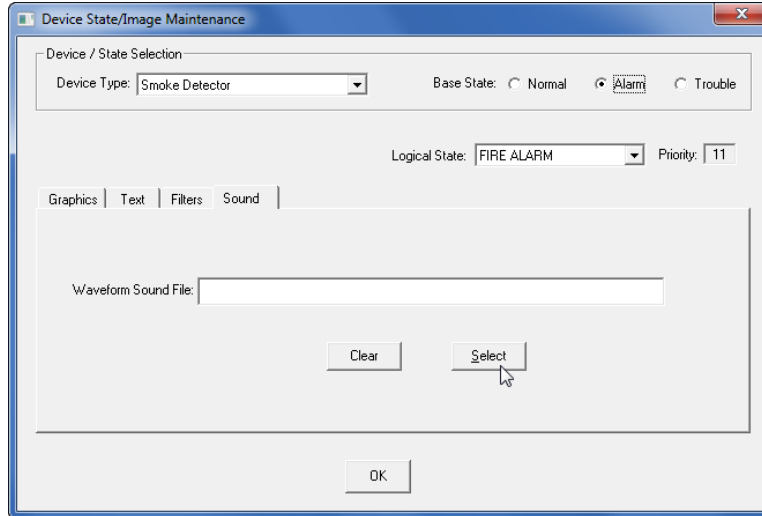 Device State/Image Maintenance
Device / State Selection
Device Type: Smoke Detector Base State: Normal Alarm Trouble
Logical State: FIRE ALARM Priority: 11
Graphics Text Filters Sound
Waveform Sound File:
Clear Select
OK